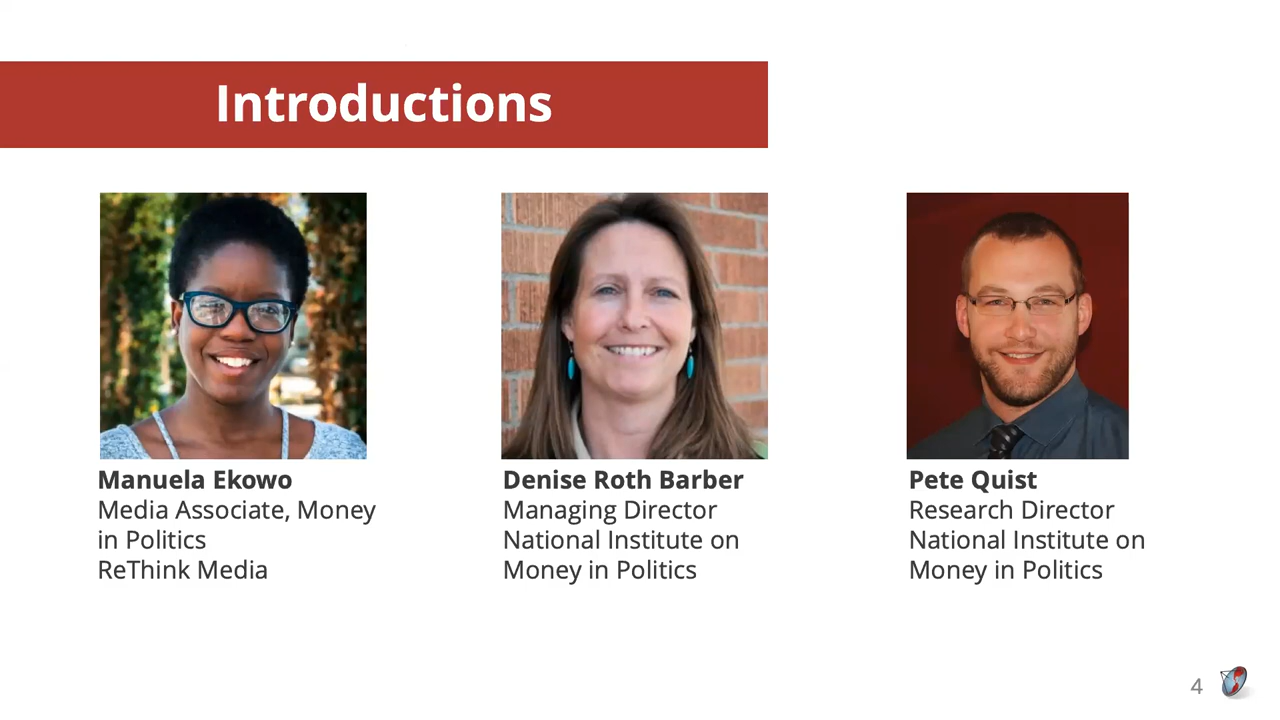 Introductions
Manuela Ekowo
Media Associate, Money
in Politics
ReThink Media
Denise Roth Barber
Managing Director
National Institute on
Money in Politics
Pete Quist
Research Director
National Institute on
Money in Politics
4